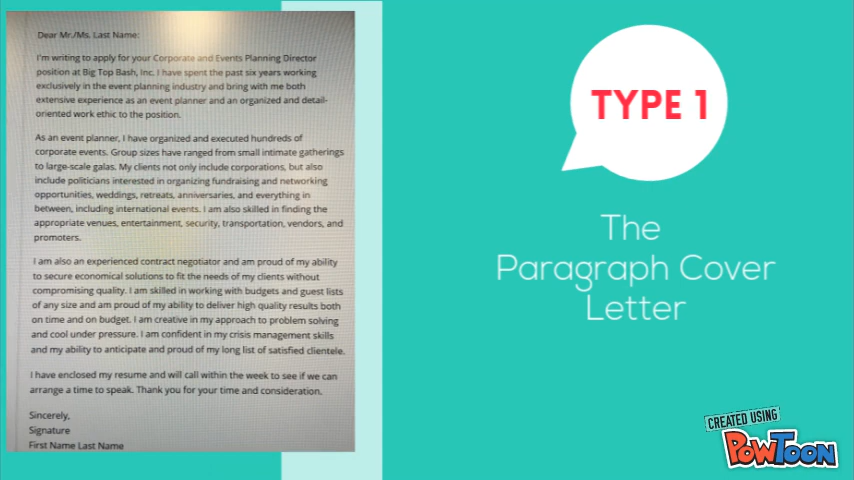 Dear Mr./Ms. Last Name:
I'm writing to apply for your Corporate and Events Planning Director
position at Big Top Bash, Inc. I have spent the past six years working
exclusively in the event planning industry and bring with me both
extensive experience as an event planner and an organized and detail-
oriented work ethic to the position.
As an event planner, I have organized and executed hundreds of
corporate events. Group sizes have ranged from small intimate gatherings
to large-scale galas. My clients not only include corporations, but also
include politicians interested in organizing fundraising and networking
opportunities, weddings, retreats, anniversaries, and everything in
between, including international events. I am also skilled in finding the
appropriate venues, entertainment, security, transportation, vendors, and
promoters.
I am also an experienced contract negotiator and am proud of my ability
to secure economical solutions to fit the needs of my clients without
compromising quality. I am skilled in working with budgets and guest lists
of any size and am proud of my ability to deliver high quality results both
on time and on budget. I am creative in my approach to problem solving
and cool under pressure. I am confident in my crisis management skills
and my ability to anticipate and proud of my long list of satisfied clientele.
I have enclosed my resume and will call within the week to see if we can
arrange a time to speak. Thank you for your time and consideration.
Sincerely,
Signature
First Name Last Name
TYPE 1
The
Paragraph Cover
Letter
CREATED USING
POWTOON